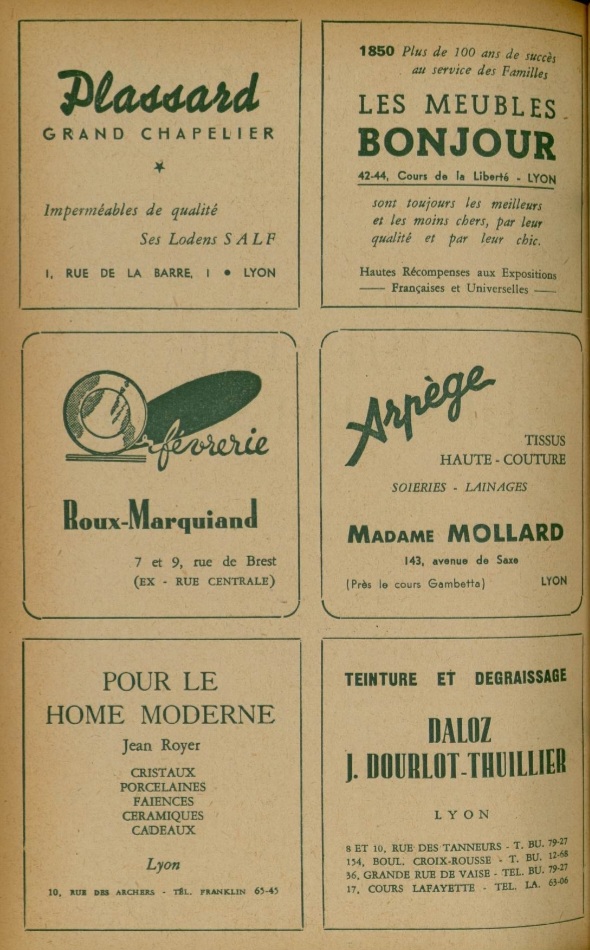 Plassard
GRAND CHAPELIER
Imperméables de qualité
Ses Lodens SALF
1, RUE DE LA BARRE, 1 • LYON
1850 Plus de 100 ans de succès
au service des Familles
LES MEUBLES
BONJOUR
42-44, Cours de la Liberté - LYON
sont toujours les meilleurs
et les moins chers, par leur
qualité et par leur chic.
Hautes Récompenses aux Expositions
Françaises et Universelles
Orfévrerie
Roux-Marquiand
7 et 9, rue de Brest
(EX - RUE CENTRALE)
Arpège
TISSUS
HAUTE - COUTURE
SOIERIES - LAINAGES
MADAME MOLLARD
143, avenue de Saxe
(Près le cours Gambetta) LYON
POUR LE
HOME MODERNE
Jean Royer
CRISTAUX
PORCELAINES
FAIENCES
CERAMIQUES
CADEAUX
Lyon
10, RUE DES ARCHERS - TÉL. FRANKLIN 65-45
TEINTURE ET DEGRAISSAGE
DALOZ
J. DOURLOT-THUILLIER
LYON
8 ET 10, RUE DES TANNEURS - T. BU. 79-27
154, BOUL. CROIX-ROUSSE - T. BU. 12-68
36, GRANDE RUE DE VAISE - TEL. BU. 79-27
17, COURS LAFAYETTE - TEL. LA. 63-06